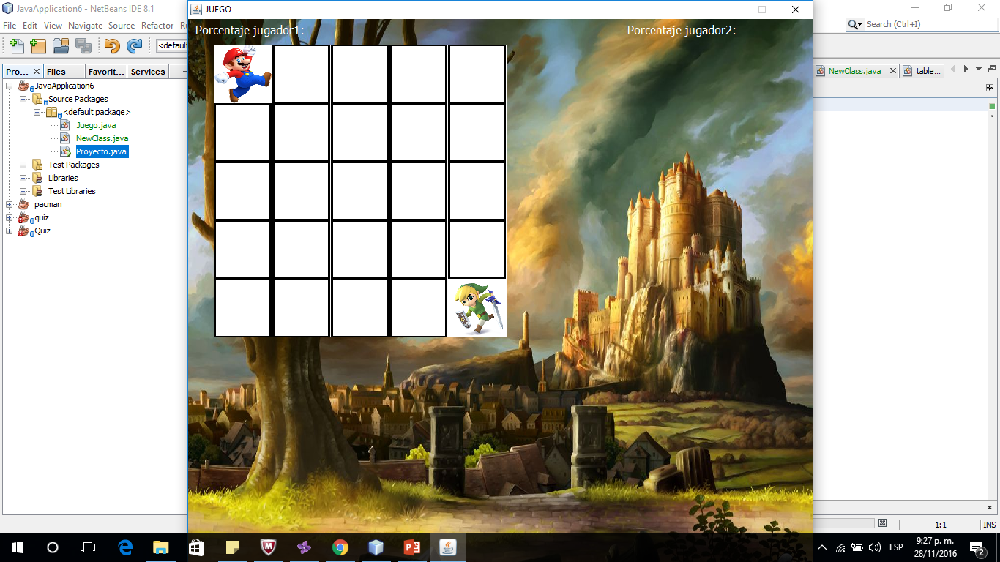 JavaApplication6 - NetBeans IDE 8.1
JUEGO
File Edit View Navigate Source Refactor
Search (Ctrl+I)
Porcentaje jugador1:
Porcentaje jugador2:
<defaul
Pro... Files Favorit... Services
NewClass.java table...
JavaApplication6
Source Packages
<default package>
Juego.java
NewClass.java
Proyecto.java
Test Packages
Libraries
Test Libraries
pacman
quiz
Quiz
1:1 INS
ESP
9:27 p. m.
28/11/2016
2